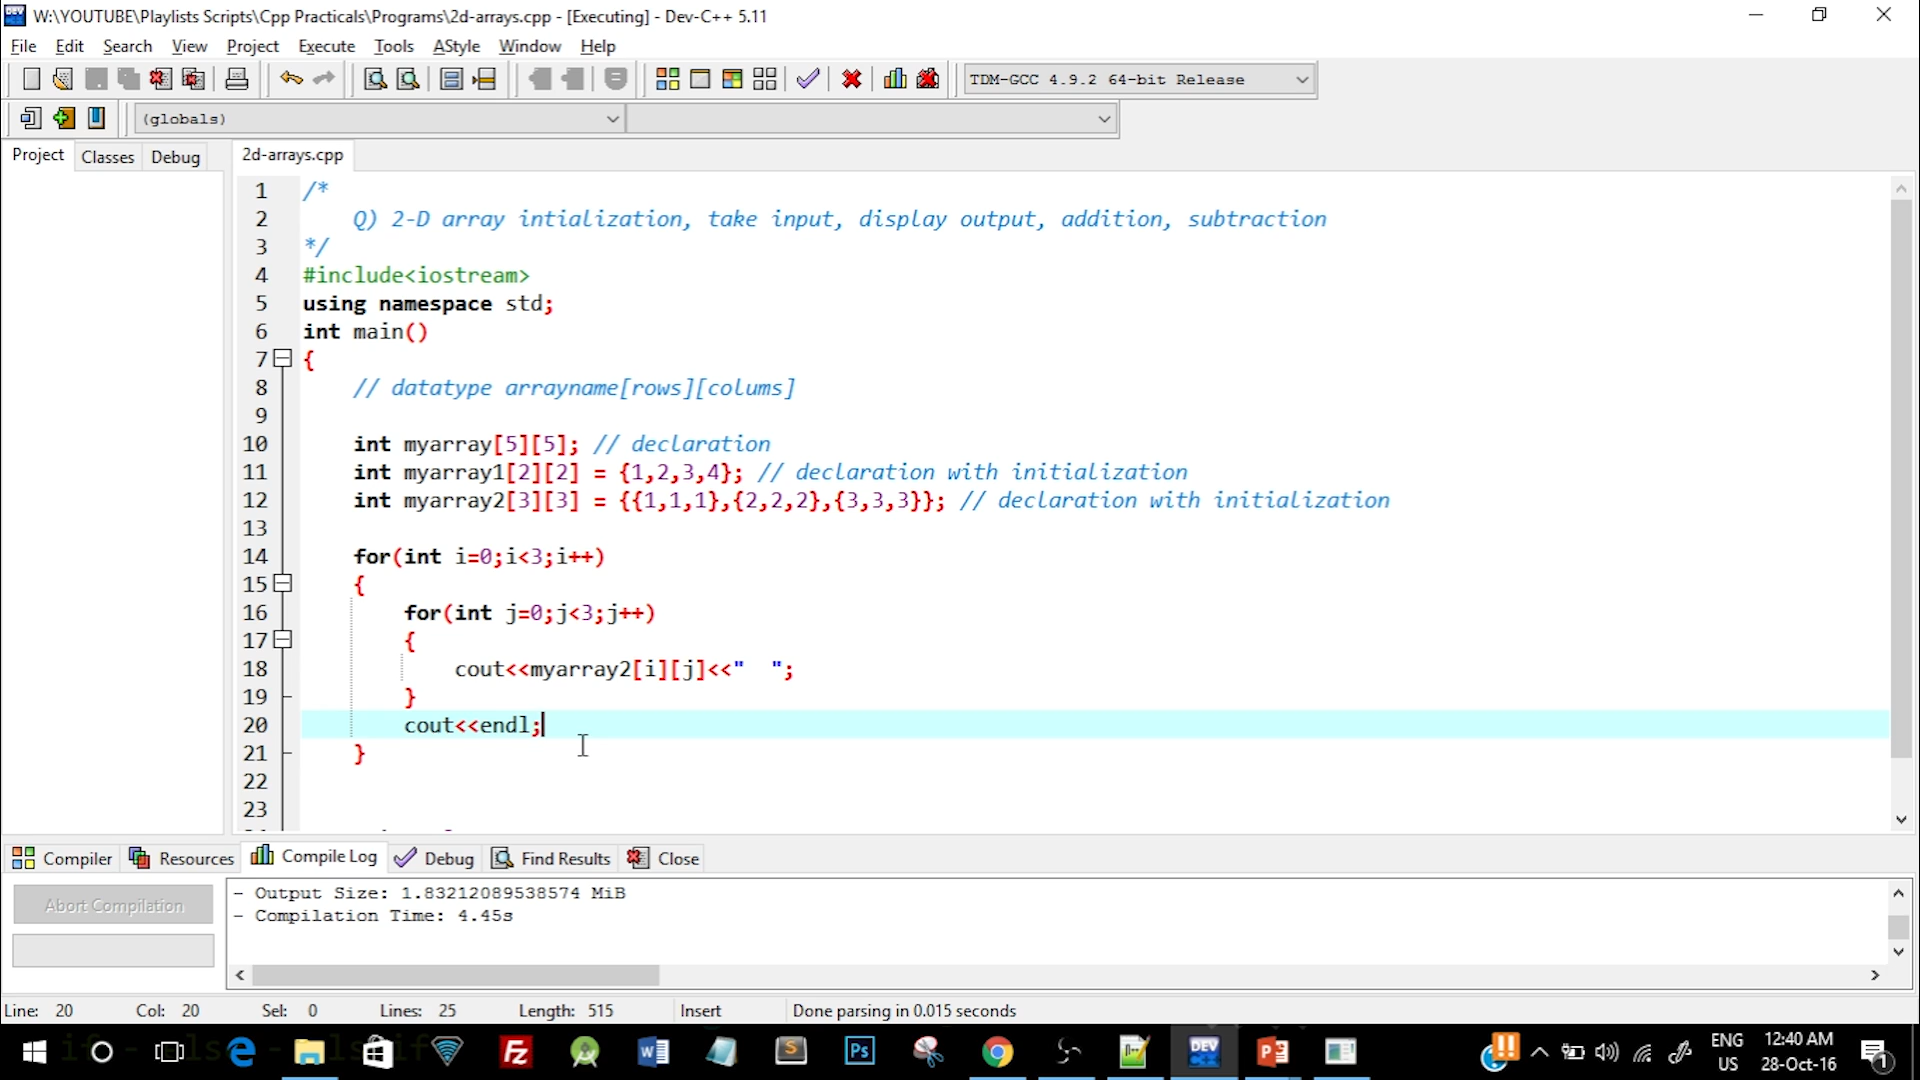 W:\YOUTUBE\Playlists Scripts\Cpp Practicals\Programs\2d-arrays.cpp - [Executing] - Dev-C++ 5.11
File Edit Search View Project Execute Tools AStyle Window Help
TDM-GCC 4.9.2 64-bit Release
(globals)
Project Classes Debug 2d-arrays.cpp
1 /*
2 Q) 2-D array intialization, take input, display output, addition, subtraction
3 */
4 #include<iostream>
5 using namespace std;
6 int main()
7 {
8 // datatype arrayname[rows][colums]
9
10 int myarray[5][5]; // declaration
11 int myarray1[2][2] = {1,2,3,4}; // declaration with initialization
12 int myarray2[3][3] = {{1,1,1},{2,2,2},{3,3,3}}; // declaration with initialization
13
14 for(int i=0;i<3;i++)
15 {
16 for(int j=0;j<3;j++)
17 {
18 cout<<myarray2[i][j]<<"  ";
19 }
20 cout<<endl;
21 }
22
23
Compiler Resources Compile Log Debug Find Results Close
Abort Compilation
- Output Size: 1.83212089538574 MiB
- Compilation Time: 4.45s
Line: 20 Col: 20 Sel: 0 Lines: 25 Length: 515 Insert Done parsing in 0.015 seconds
ENG 12:40 AM
US 28-Oct-16 1